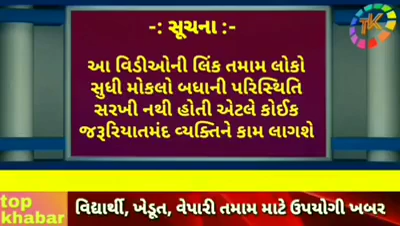 TK
-: સૂચના :-
આ વિડીઓની લિંક તમામ લોકો
સુધી મોકલો બધાની પરિસ્થિતિ
સરખી નથી હોતી એટલે કોઈક
જરૂરિયાતમંદ વ્યક્તિને કામ લાગશે
top
khabar
વિદ્યાર્થી, ખેડૂત, વેપારી તમામ માટે ઉપયોગી ખબર